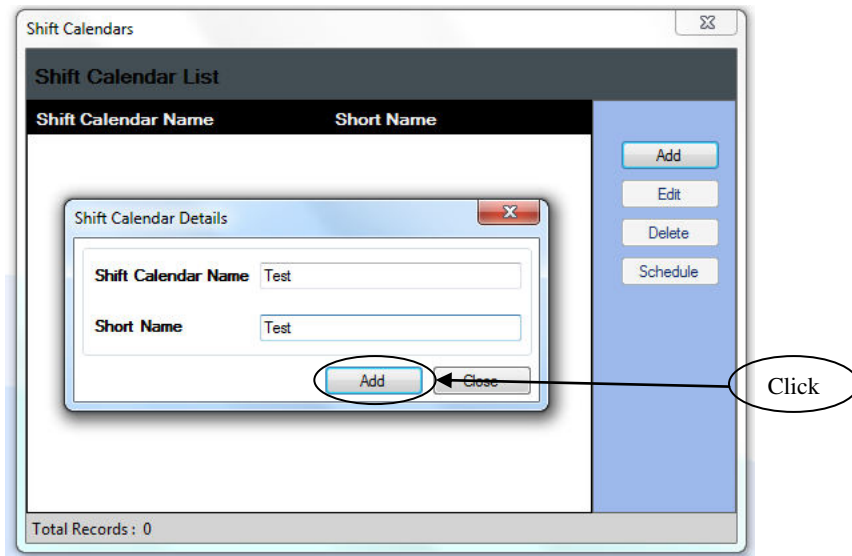 Shift Calendars
Shift Calendar List
Shift Calendar Name Short Name
Add
Edit
Delete
Schedule
Shift Calendar Details
Shift Calendar Name Test
Short Name Test
Add Close
Click
Total Records : 0